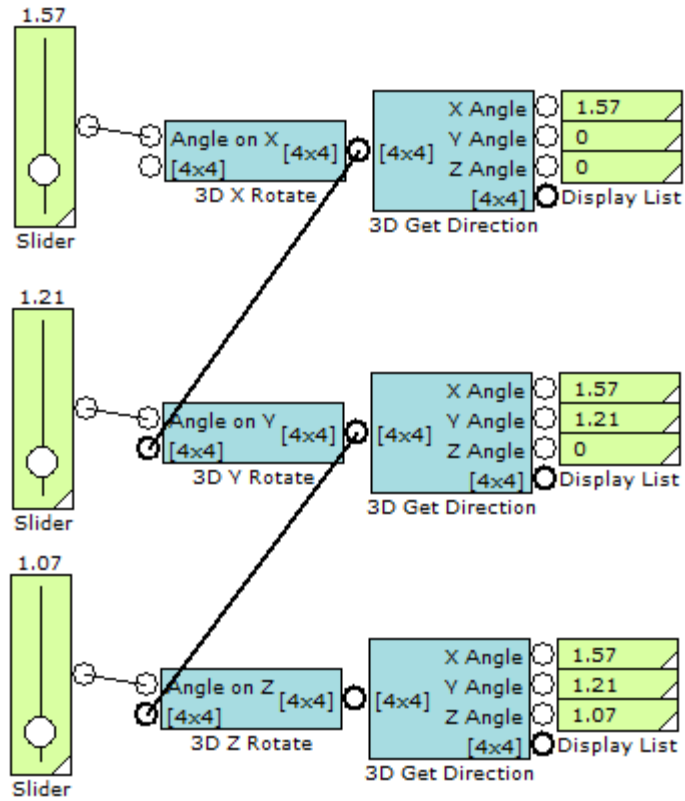 1.57
Slider
Angle on X
[4x4]
[4x4]
3D X Rotate
[4x4]
X Angle
Y Angle
Z Angle
[4x4]
3D Get Direction
1.57
0
0
Display List
1.21
Slider
Angle on Y
[4x4]
[4x4]
3D Y Rotate
[4x4]
X Angle
Y Angle
Z Angle
[4x4]
3D Get Direction
1.57
1.21
0
Display List
1.07
Slider
Angle on Z
[4x4]
[4x4]
3D Z Rotate
[4x4]
X Angle
Y Angle
Z Angle
[4x4]
3D Get Direction
1.57
1.21
1.07
Display List